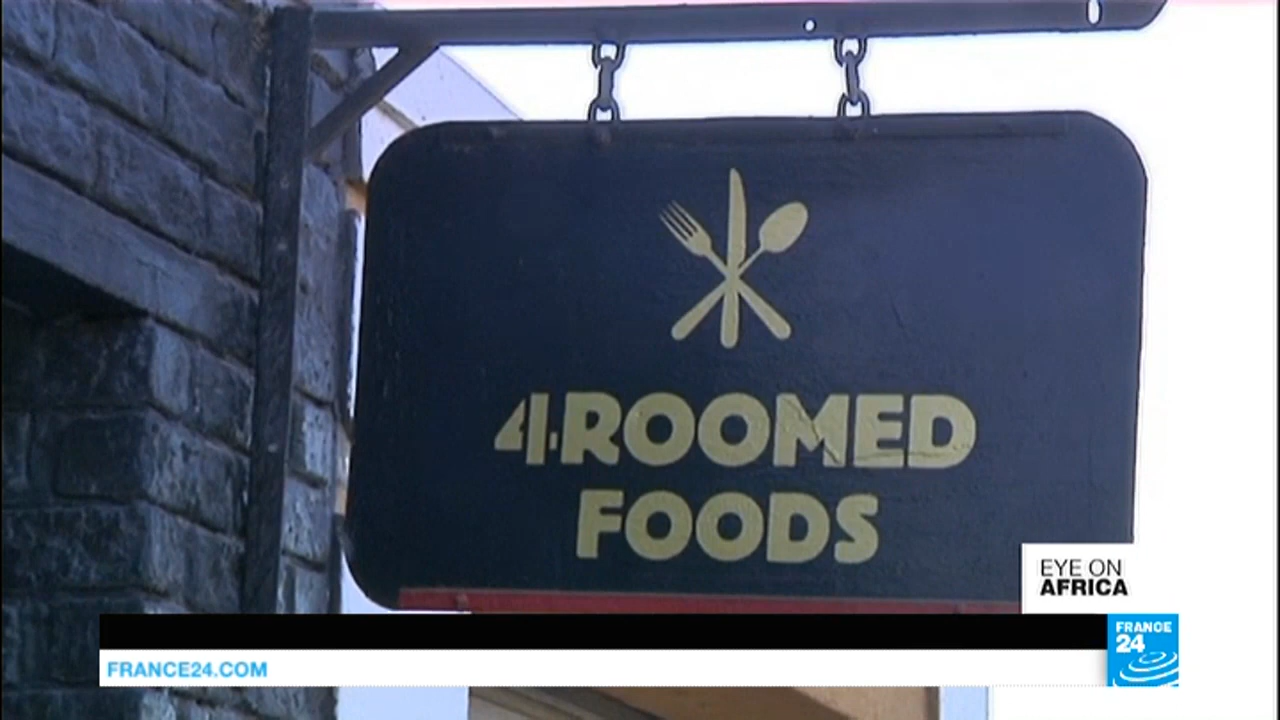 4.ROOMED
FOODS
EYE ON
AFRICA
FRANCE
24
FRANCE24.COM